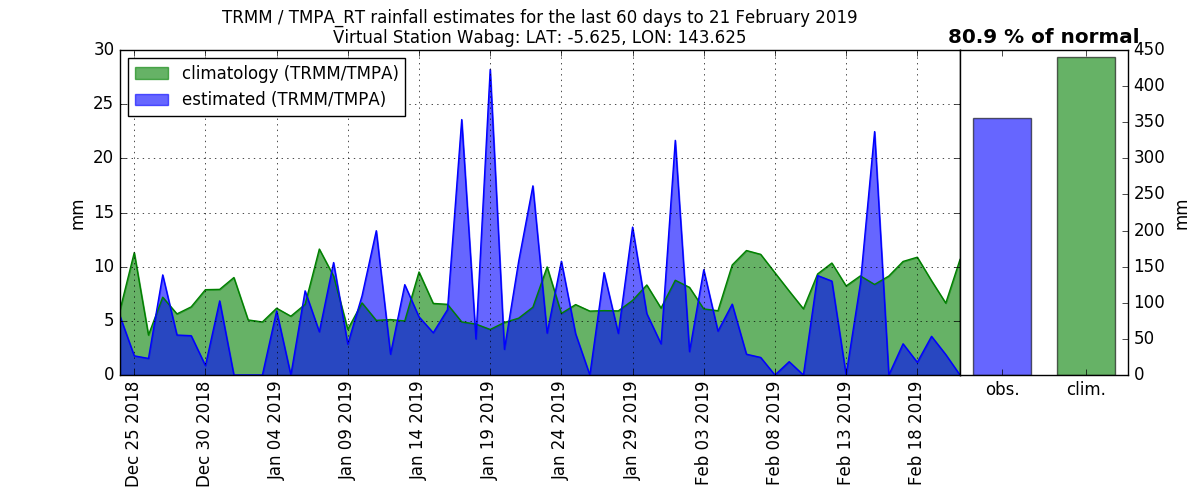 TRMM / TMPA_RT rainfall estimates for the last 60 days to 21 February 2019
Virtual Station Wabag: LAT: -5.625, LON: 143.625
80.9 % of normal
climatology (TRMM/TMPA)
estimated (TRMM/TMPA)
mm
30
25
20
15
10
5
0
Dec 25 2018
Dec 30 2018
Jan 04 2019
Jan 09 2019
Jan 14 2019
Jan 19 2019
Jan 24 2019
Jan 29 2019
Feb 03 2019
Feb 08 2019
Feb 13 2019
Feb 18 2019
obs.
clim.
450
400
350
300
250
200
150
100
50
0
mm